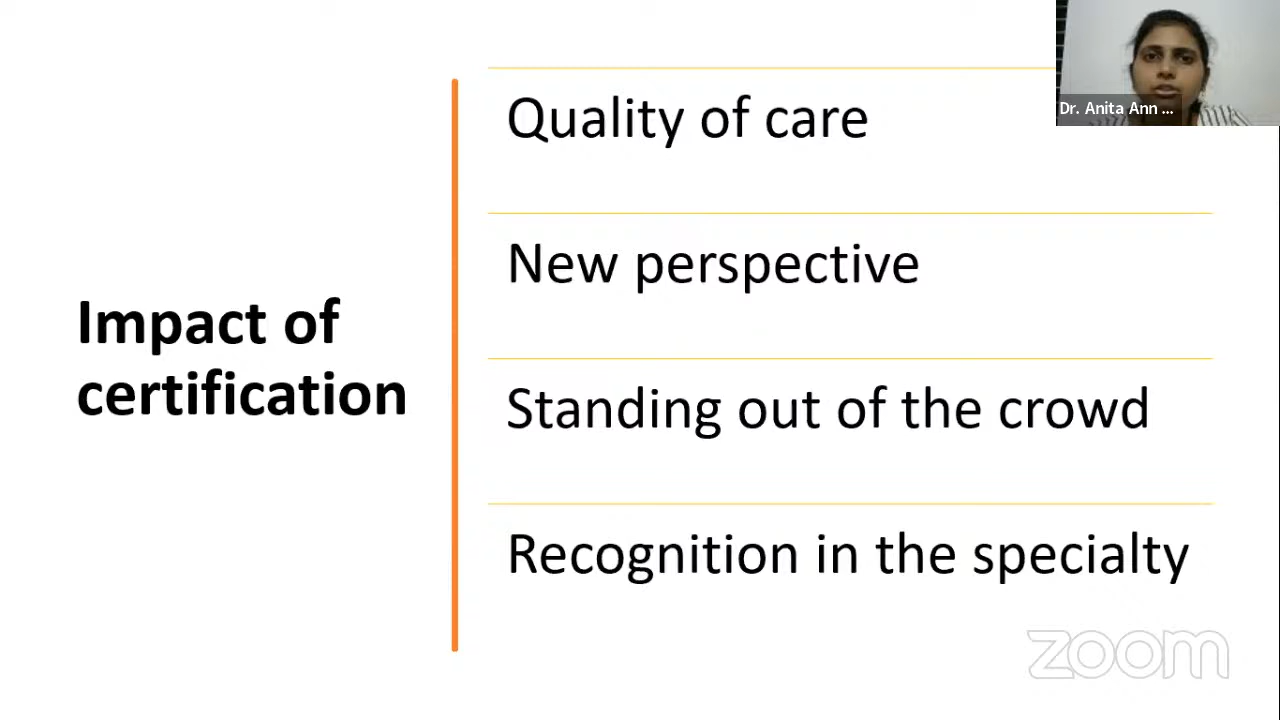 Dr. Anita Ann ...
Impact of
certification
Quality of care
New perspective
Standing out of the crowd
Recognition in the specialty
zoom